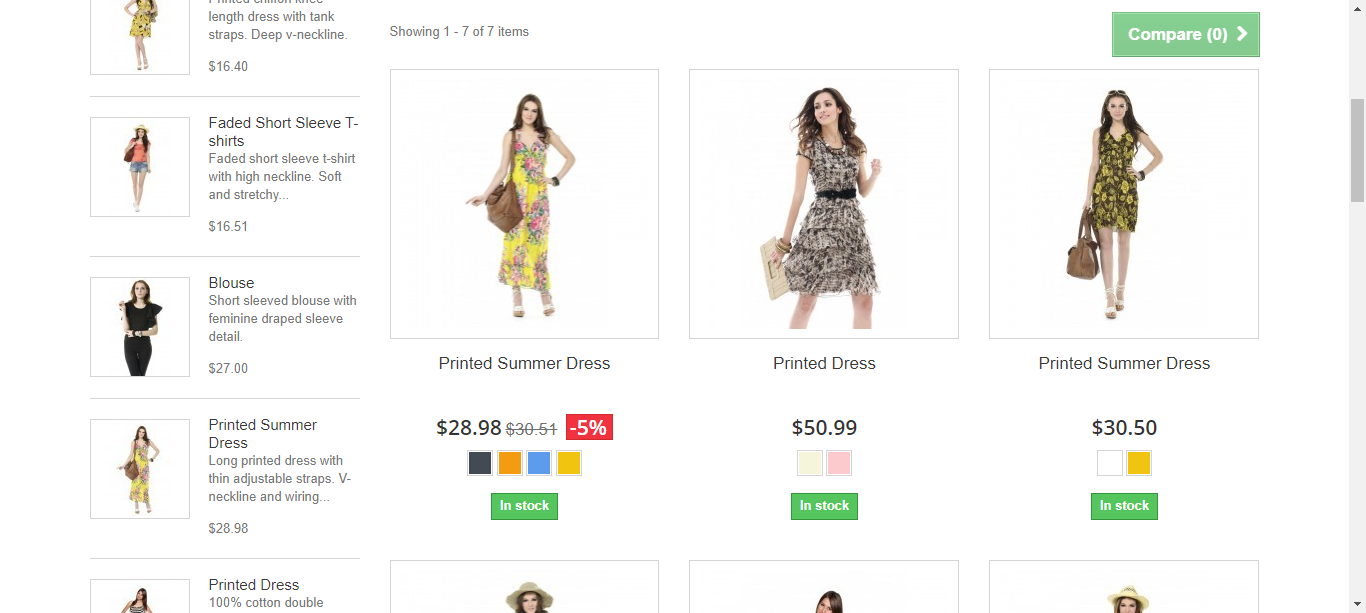 Printed chiffon knee
length dress with tank
straps. Deep v-neckline.
$16.40
Faded Short Sleeve T-
shirts
Faded short sleeve t-shirt
with high neckline. Soft
and stretchy...
$16.51
Blouse
Short sleeved blouse with
feminine draped sleeve
detail.
$27.00
Printed Summer
Dress
Long printed dress with
thin adjustable straps. V-
neckline and wiring...
$28.98
Printed Dress
100% cotton double
Showing 1 - 7 of 7 items
Compare (0)
Printed Summer Dress
$28.98 $30.51 -5%
In stock
Printed Dress
$50.99
In stock
Printed Summer Dress
$30.50
In stock